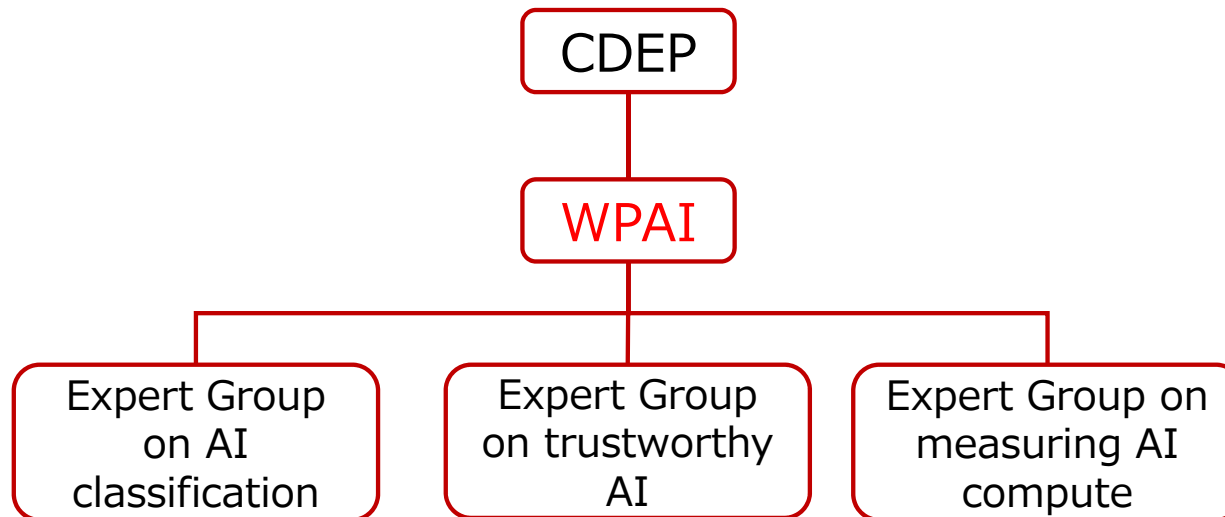 CDEP
WPAI
Expert Group
on AI
classification
Expert Group
on trustworthy
AI
Expert Group on
measuring AI
compute